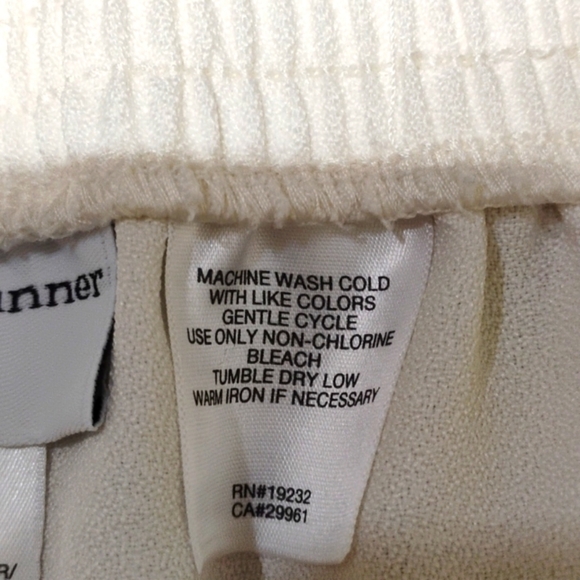 nner
MACHINE WASH COLD
WITH LIKE COLORS
GENTLE CYCLE
USE ONLY NON-CHLORINE
BLEACH
TUMBLE DRY LOW
WARM IRON IF NECESSARY
RN#19232
CA#29961
R/